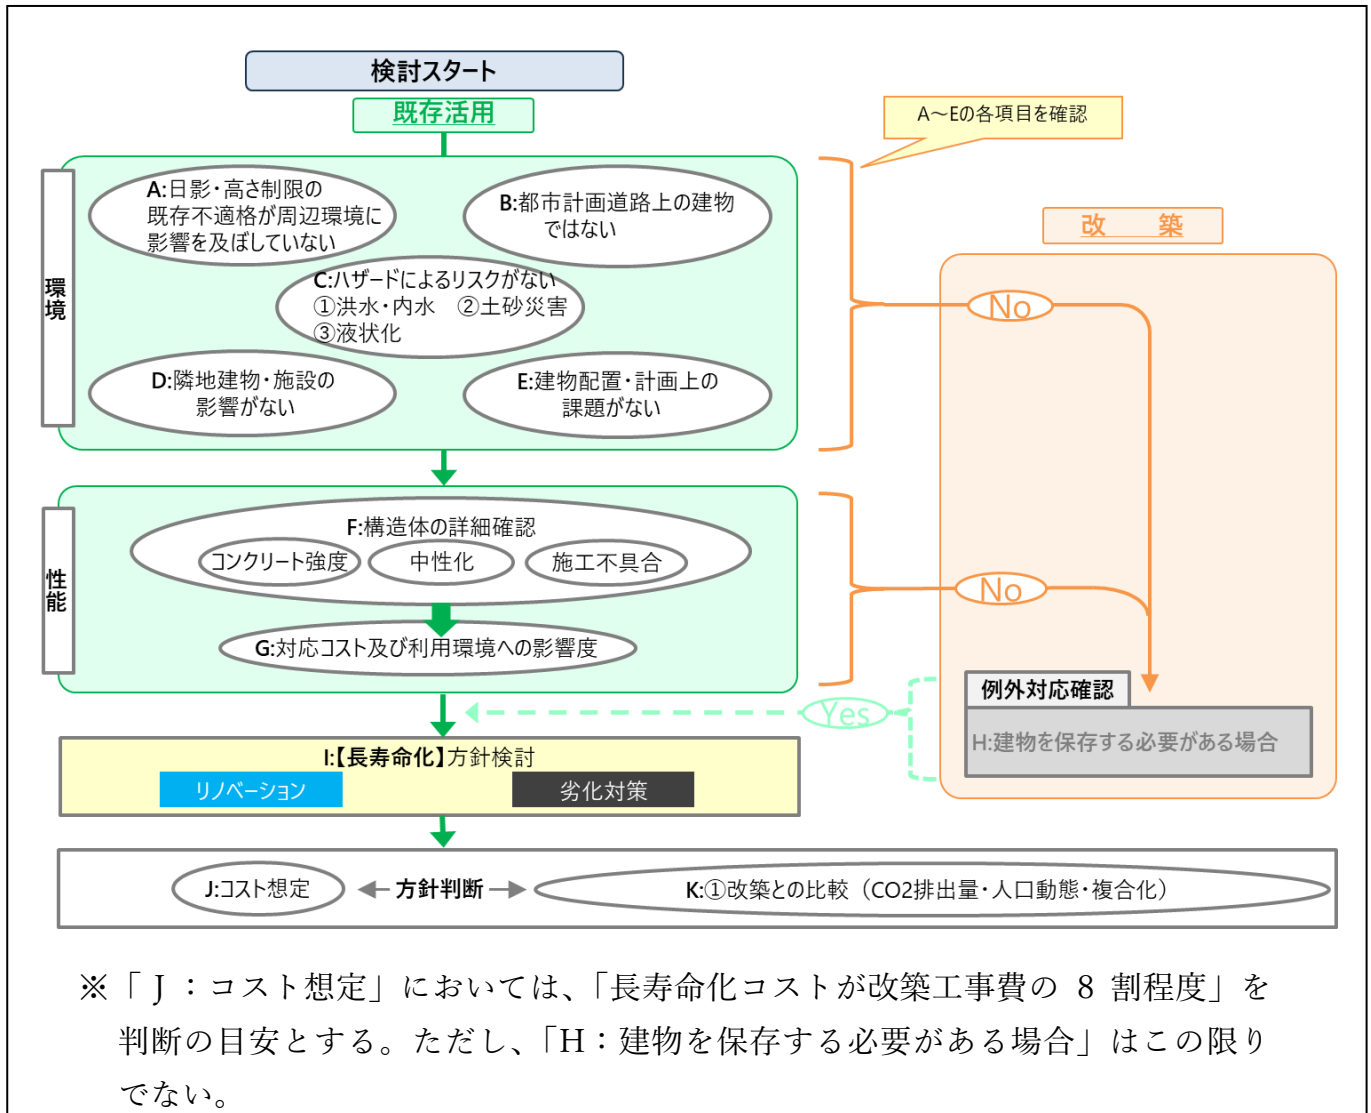 検討スタート
既存活用
A～Eの各項目を確認
環境
A:日影・高さ制限の
既存不適格が周辺環境に
影響を及ぼしていない
B:都市計画道路上の建物
ではない
C:ハザードによるリスクがない
①洪水・内水　②土砂災害
③液状化
D:隣地建物・施設の
影響がない
E:建物配置・計画上の
課題がない
改　築
No
性能
F:構造体の詳細確認
コンクリート強度
中性化
施工不具合
G:対応コスト及び利用環境への影響度
No
例外対応確認
H:建物を保存する必要がある場合
Yes
I:【長寿命化】方針検討
リノベーション
劣化対策
J:コスト想定
方針判断
K:①改築との比較（CO2排出量・人口動態・複合化）
※「J：コスト想定」においては、「長寿命化コストが改築工事費の 8 割程度」を
判断の目安とする。ただし、「H：建物を保存する必要がある場合」はこの限り
でない。